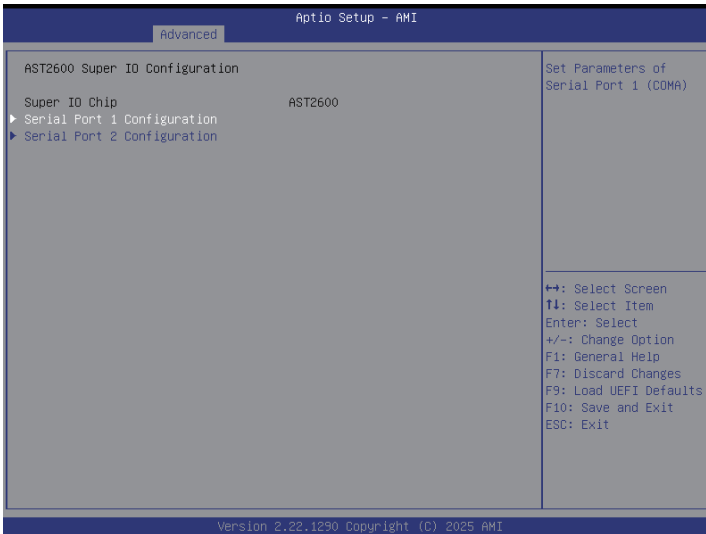 Aptio Setup - AMI
Advanced
AST2600 Super IO Configuration
Super IO Chip AST2600
Serial Port 1 Configuration
Serial Port 2 Configuration
Set Parameters of
Serial Port 1 (COMA)
↔: Select Screen
↑↓: Select Item
Enter: Select
+/-: Change Option
F1: General Help
F7: Discard Changes
F9: Load UEFI Defaults
F10: Save and Exit
ESC: Exit
Version 2.22.1290 Copyright (C) 2025 AMI